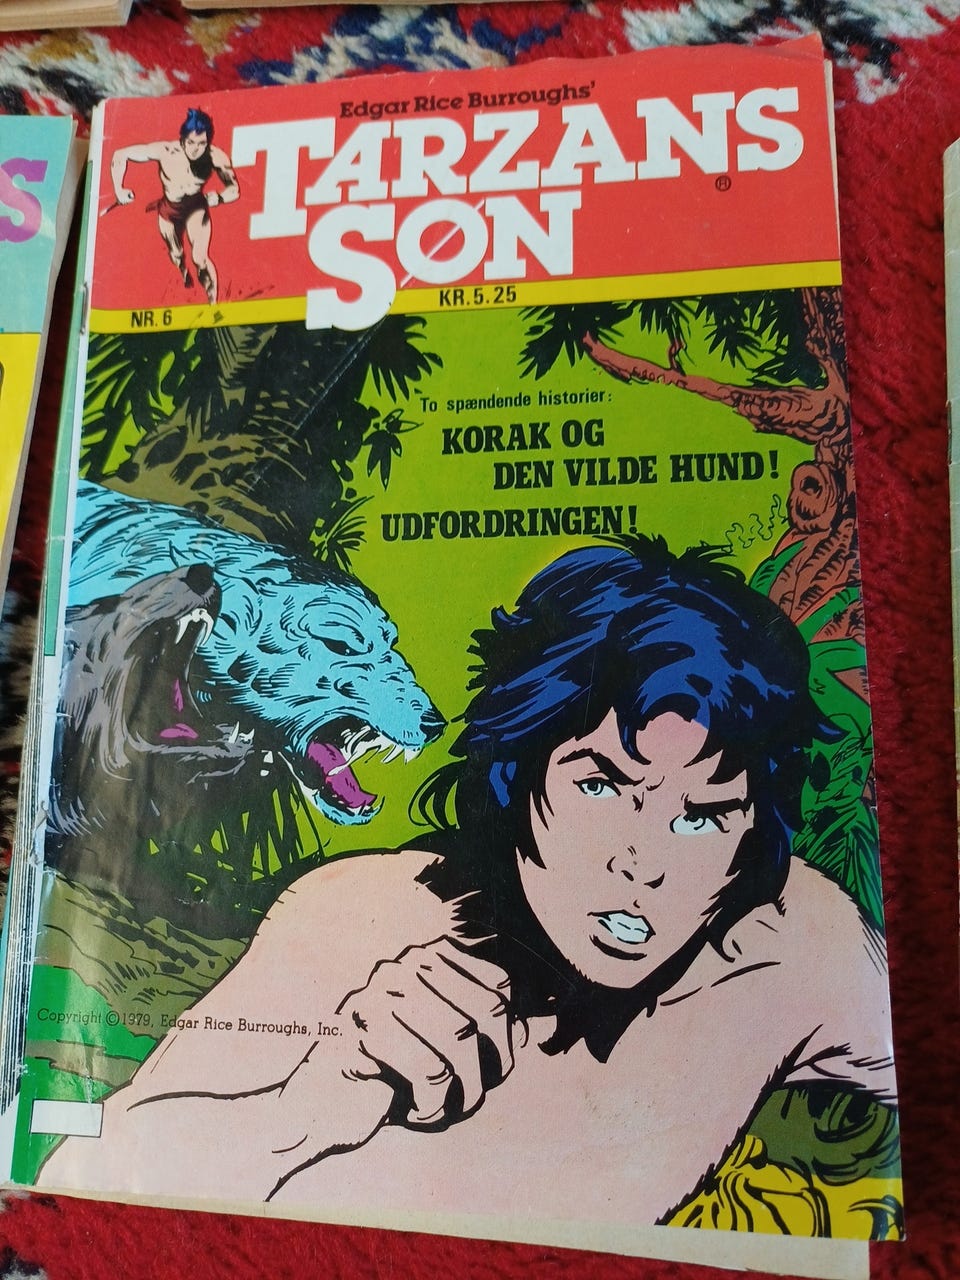 Edgar Rice Burroughs'
TARZANS
SØN
®
NR. 6
KR. 5.25
To spændende historier:
KORAK OG
DEN VILDE HUND!
UDFORDRINGEN!
Copyright ©1979, Edgar Rice Burroughs, Inc.
S